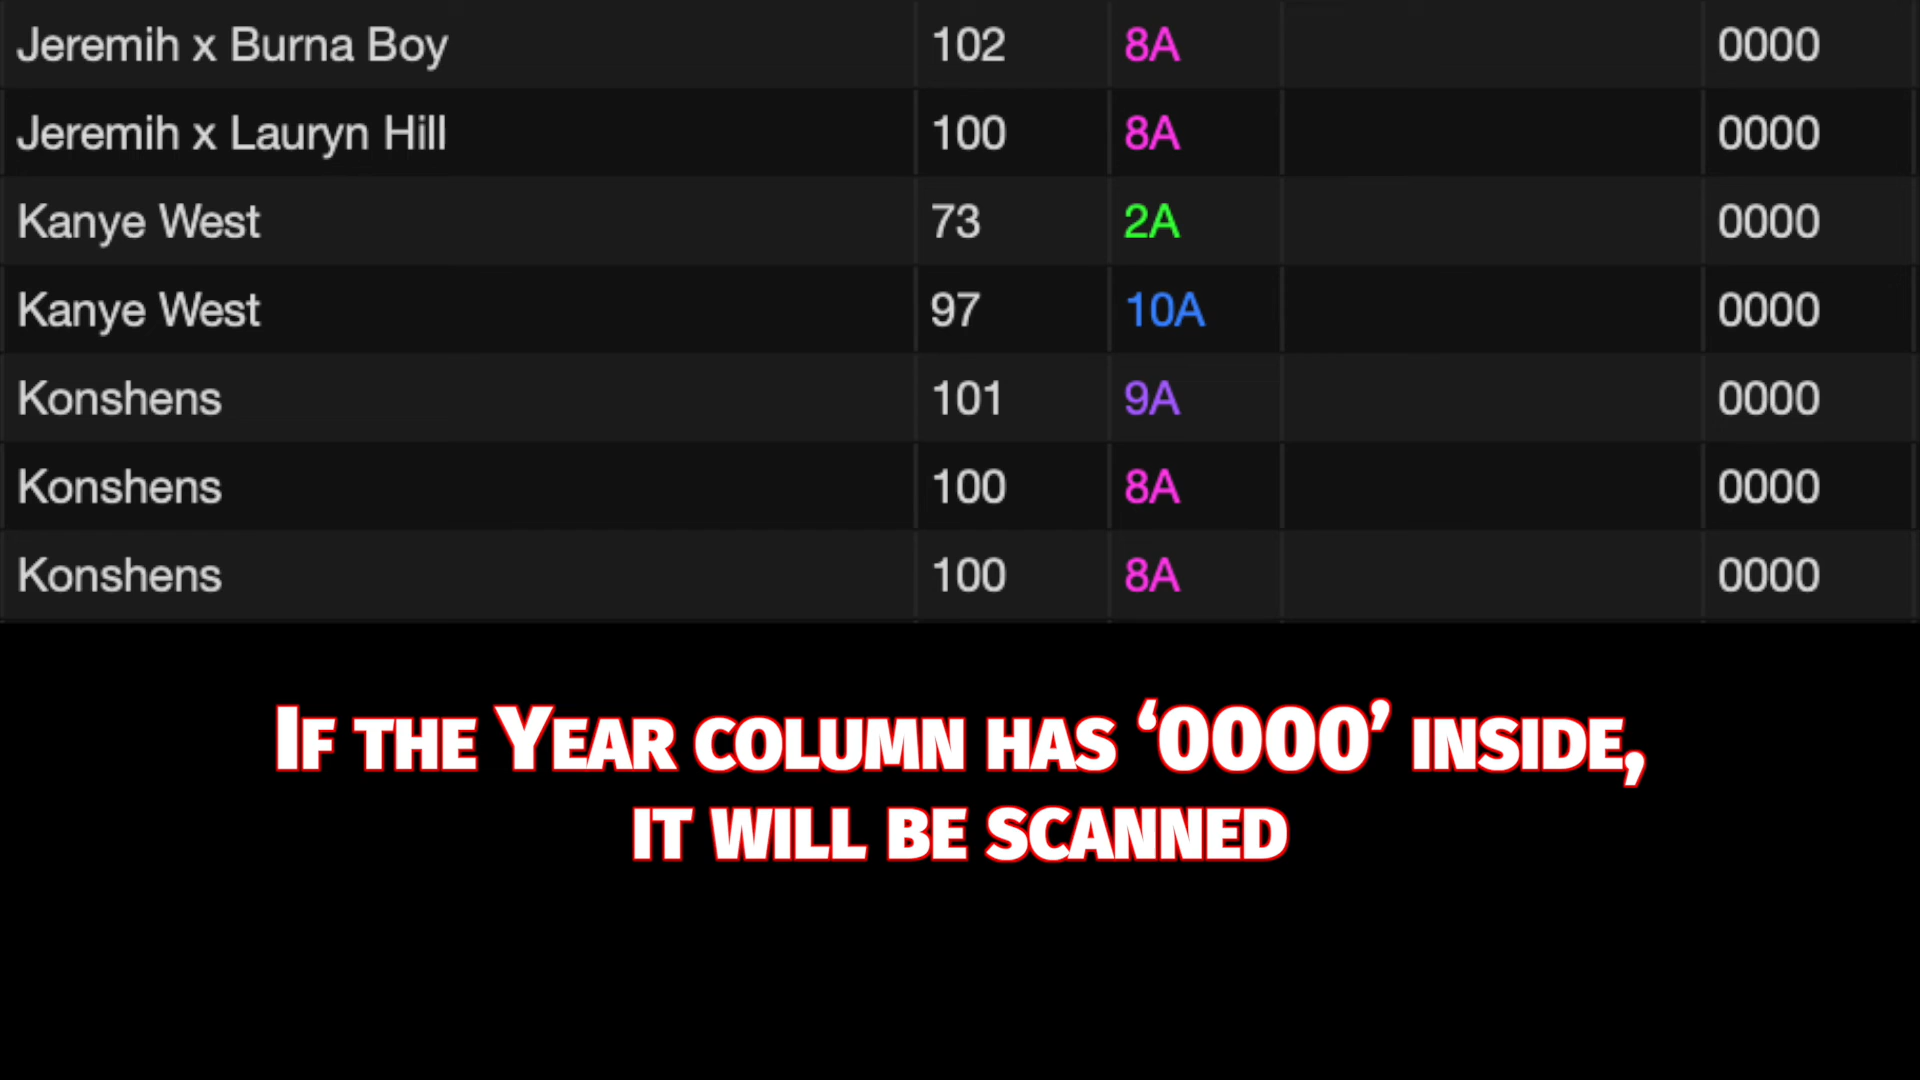 Jeremih x Burna Boy 102 8A 0000
Jeremih x Lauryn Hill 100 8A 0000
Kanye West 73 2A 0000
Kanye West 97 10A 0000
Konshens 101 9A 0000
Konshens 100 8A 0000
Konshens 100 8A 0000
If the Year column has ‘0000’ inside,
it will be scanned